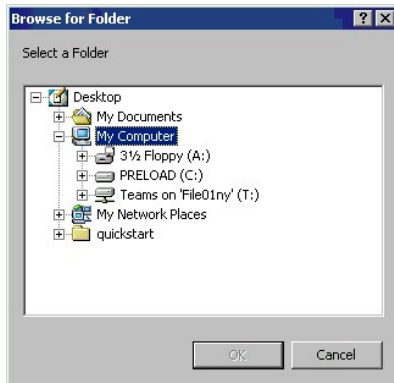 Browse for Folder
Select a Folder
Desktop
My Documents
My Computer
3½ Floppy (A:)
PRELOAD (C:)
Teams on 'File01ny' (T:)
My Network Places
quickstart
OK Cancel